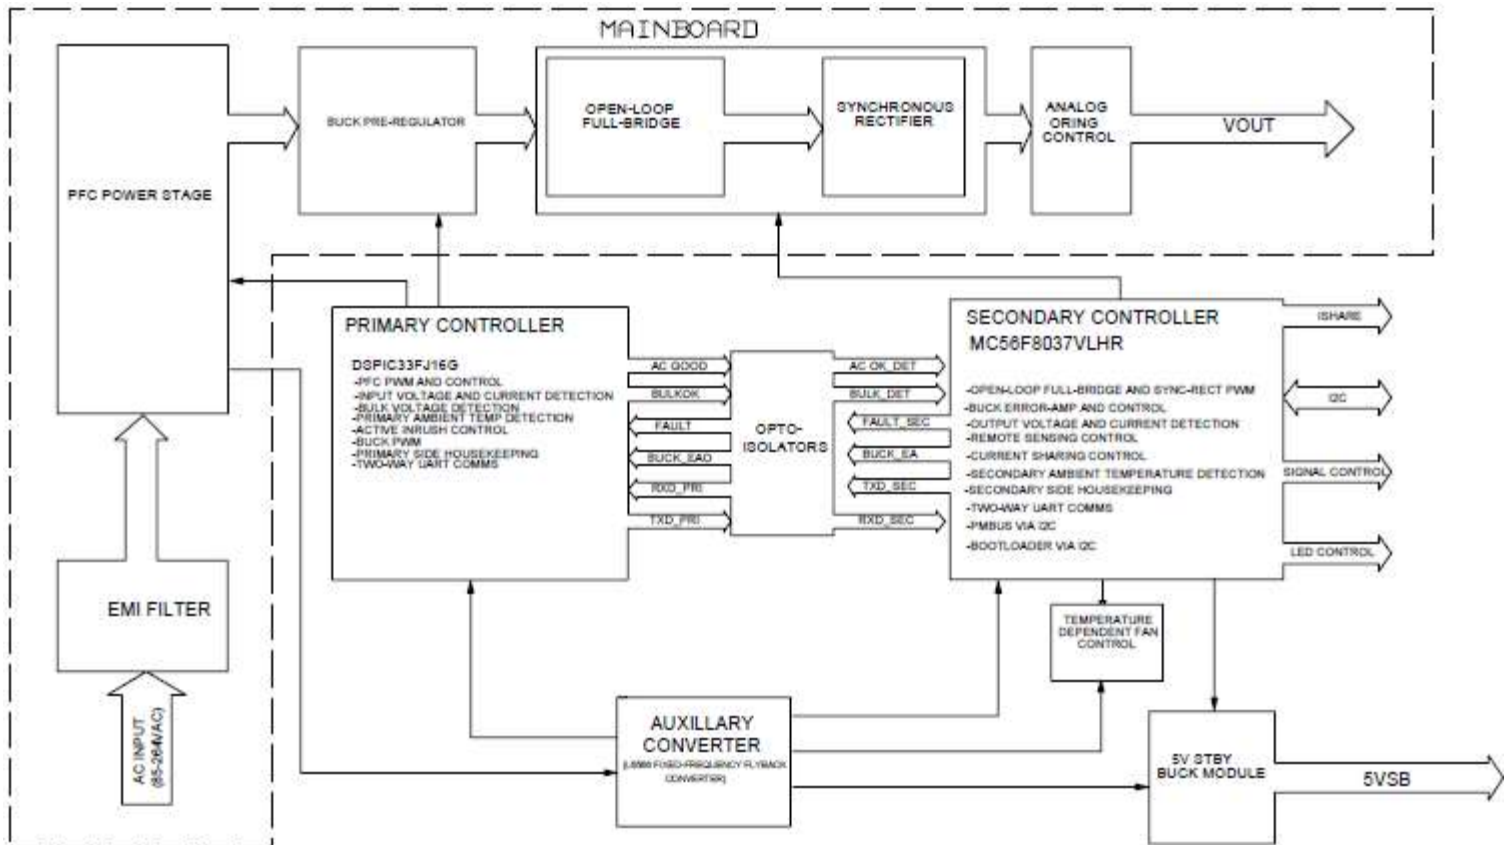 MAINBOARD
PFC POWER STAGE
BUCK PRE-REGULATOR
OPEN-LOOP
FULL-BRIDGE
SYNCHRONOUS
RECTIFIER
ANALOG
ORING
CONTROL
VOUT
PRIMARY CONTROLLER
DSPIC33FJ16G
-PFC PWM AND CONTROL
-INPUT VOLTAGE AND CURRENT DETECTION
-BULK VOLTAGE DETECTION
-PRIMARY AMBIENT TEMP DETECTION
-ACTIVE INRUSH CONTROL
-BUCK PWM
-PRIMARY SIDE HOUSEKEEPING
-TWO-WAY UART COMMS
AC GOOD
BULKOK
FAULT
BUCK_EAO
RXD_PRI
TXD_PRI
OPTO-
ISOLATORS
AC OK_DET
BULK_DET
FAULT_SEC
BUCK_EA
TXD_SEC
RXD_SEC
SECONDARY CONTROLLER
MC56F8037VLHR
-OPEN-LOOP FULL-BRIDGE AND SYNC-RECT PWM
-BUCK ERROR-AMP AND CONTROL
-OUTPUT VOLTAGE AND CURRENT DETECTION
-REMOTE SENSING CONTROL
-CURRENT SHARING CONTROL
-SECONDARY AMBIENT TEMPERATURE DETECTION
-SECONDARY SIDE HOUSEKEEPING
-TWO-WAY UART COMMS
-PMBUS VIA I2C
-BOOTLOADER VIA I2C
ISHARE
I2C
SIGNAL CONTROL
LED CONTROL
EMI FILTER
AC INPUT
(85-264VAC)
TEMPERATURE
DEPENDENT FAN
CONTROL
AUXILLARY
CONVERTER
FIXED-FREQUENCY FLYBACK
CONVERTER)
5V STBY
BUCK MODULE
5VSB